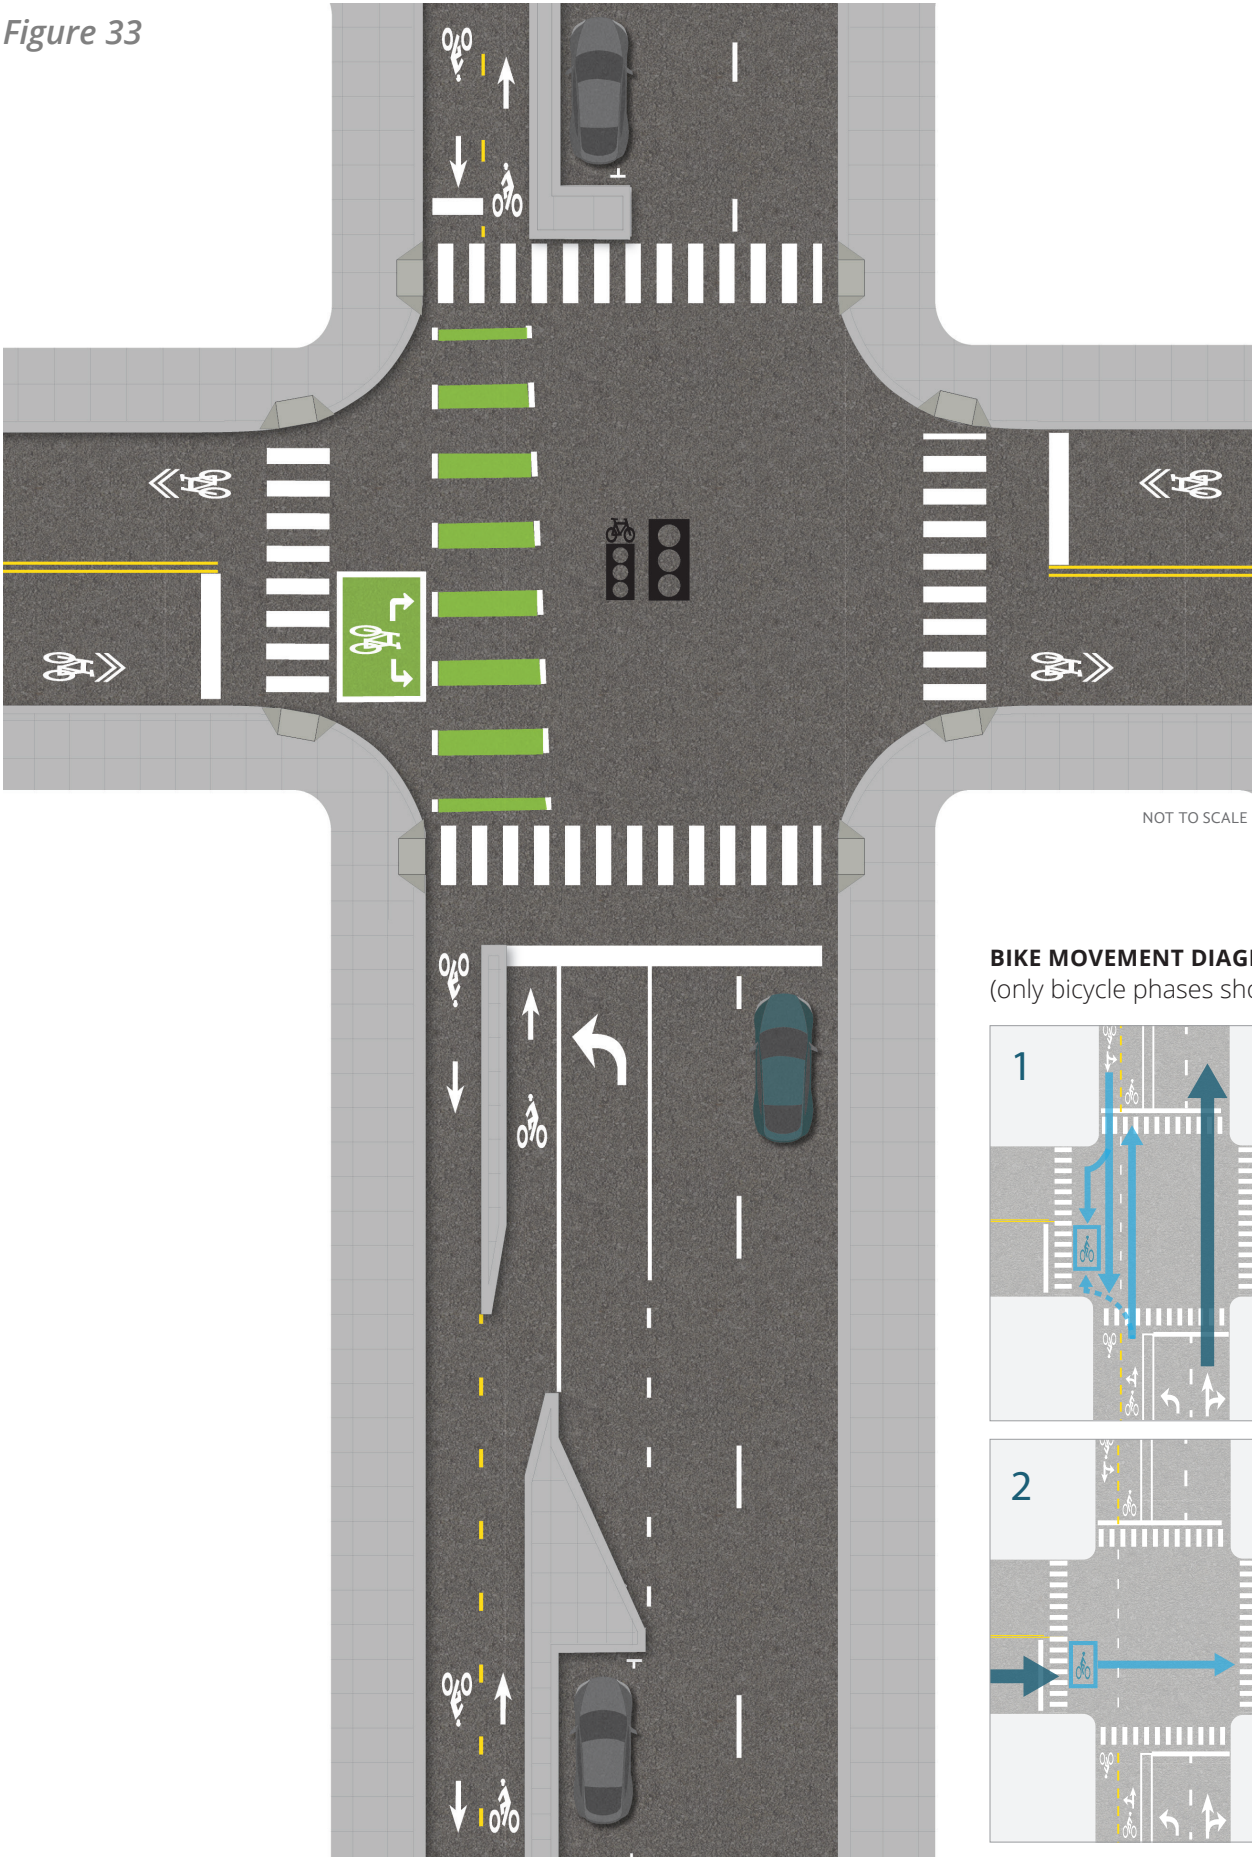 Figure 33
NOT TO SCALE
BIKE MOVEMENT DIAG
(only bicycle phases sh
1
2